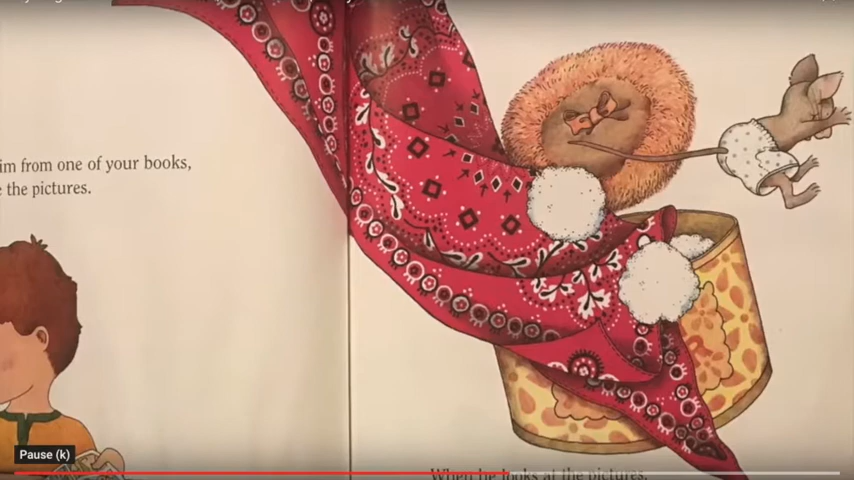 im from one of your books,
the pictures.
Pause (k)
When he looks at the pictures,